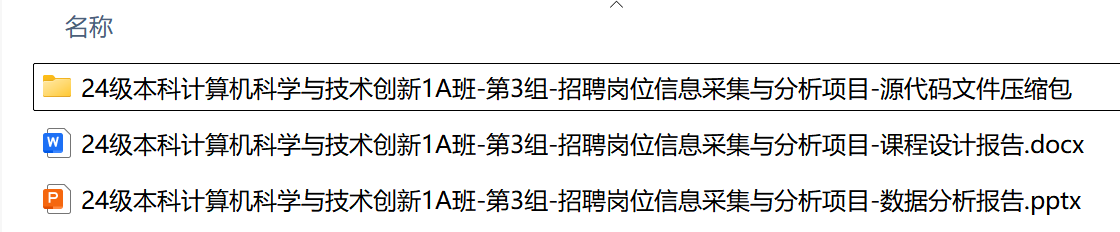 名称
24级本科计算机科学与技术创新1A班-第3组-招聘岗位信息采集与分析项目-源代码文件压缩包
24级本科计算机科学与技术创新1A班-第3组-招聘岗位信息采集与分析项目-课程设计报告.docx
24级本科计算机科学与技术创新1A班-第3组-招聘岗位信息采集与分析项目-数据分析报告.pptx